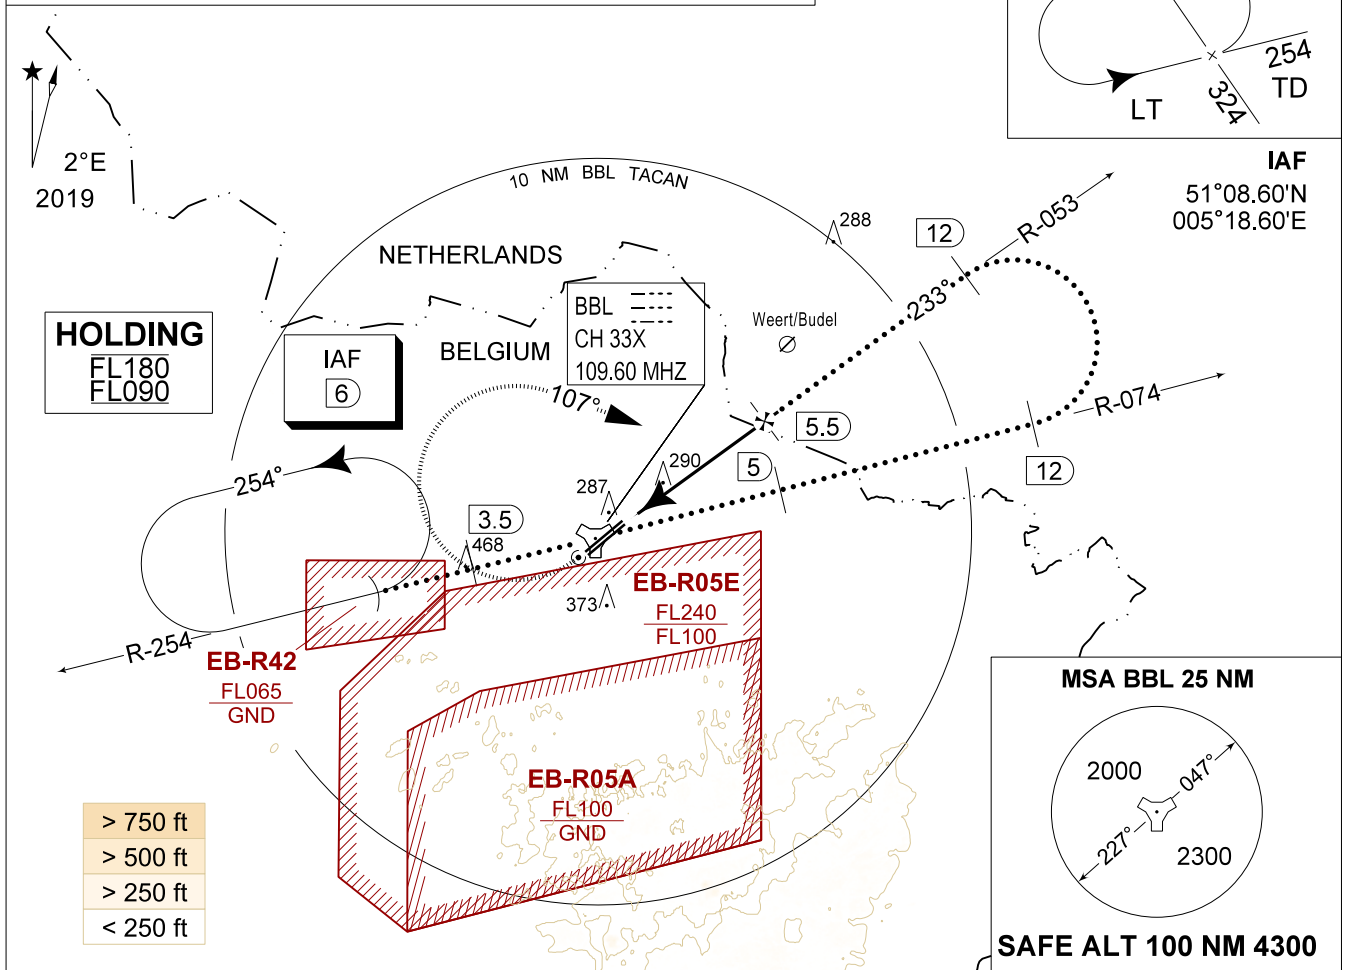 254
TD
324
LT
IAF
51°08.60'N
005°18.60'E
2°E
2019
10 NM BBL TACAN
288
12
R-053
NETHERLANDS
233°
HOLDING
FL180
FL090
IAF
6
BELGIUM
BBL
CH 33X
109.60 MHZ
Weert/Budel
107°
R-074
5.5
5
12
254°
290
287
3.5
468
373
EB-R05E
FL240
FL100
R-254
EB-R42
FL065
GND
EB-R05A
FL100
GND
> 750 ft
> 500 ft
> 250 ft
< 250 ft
MSA BBL 25 NM
2000
047°
227°
2300
SAFE ALT 100 NM 4300